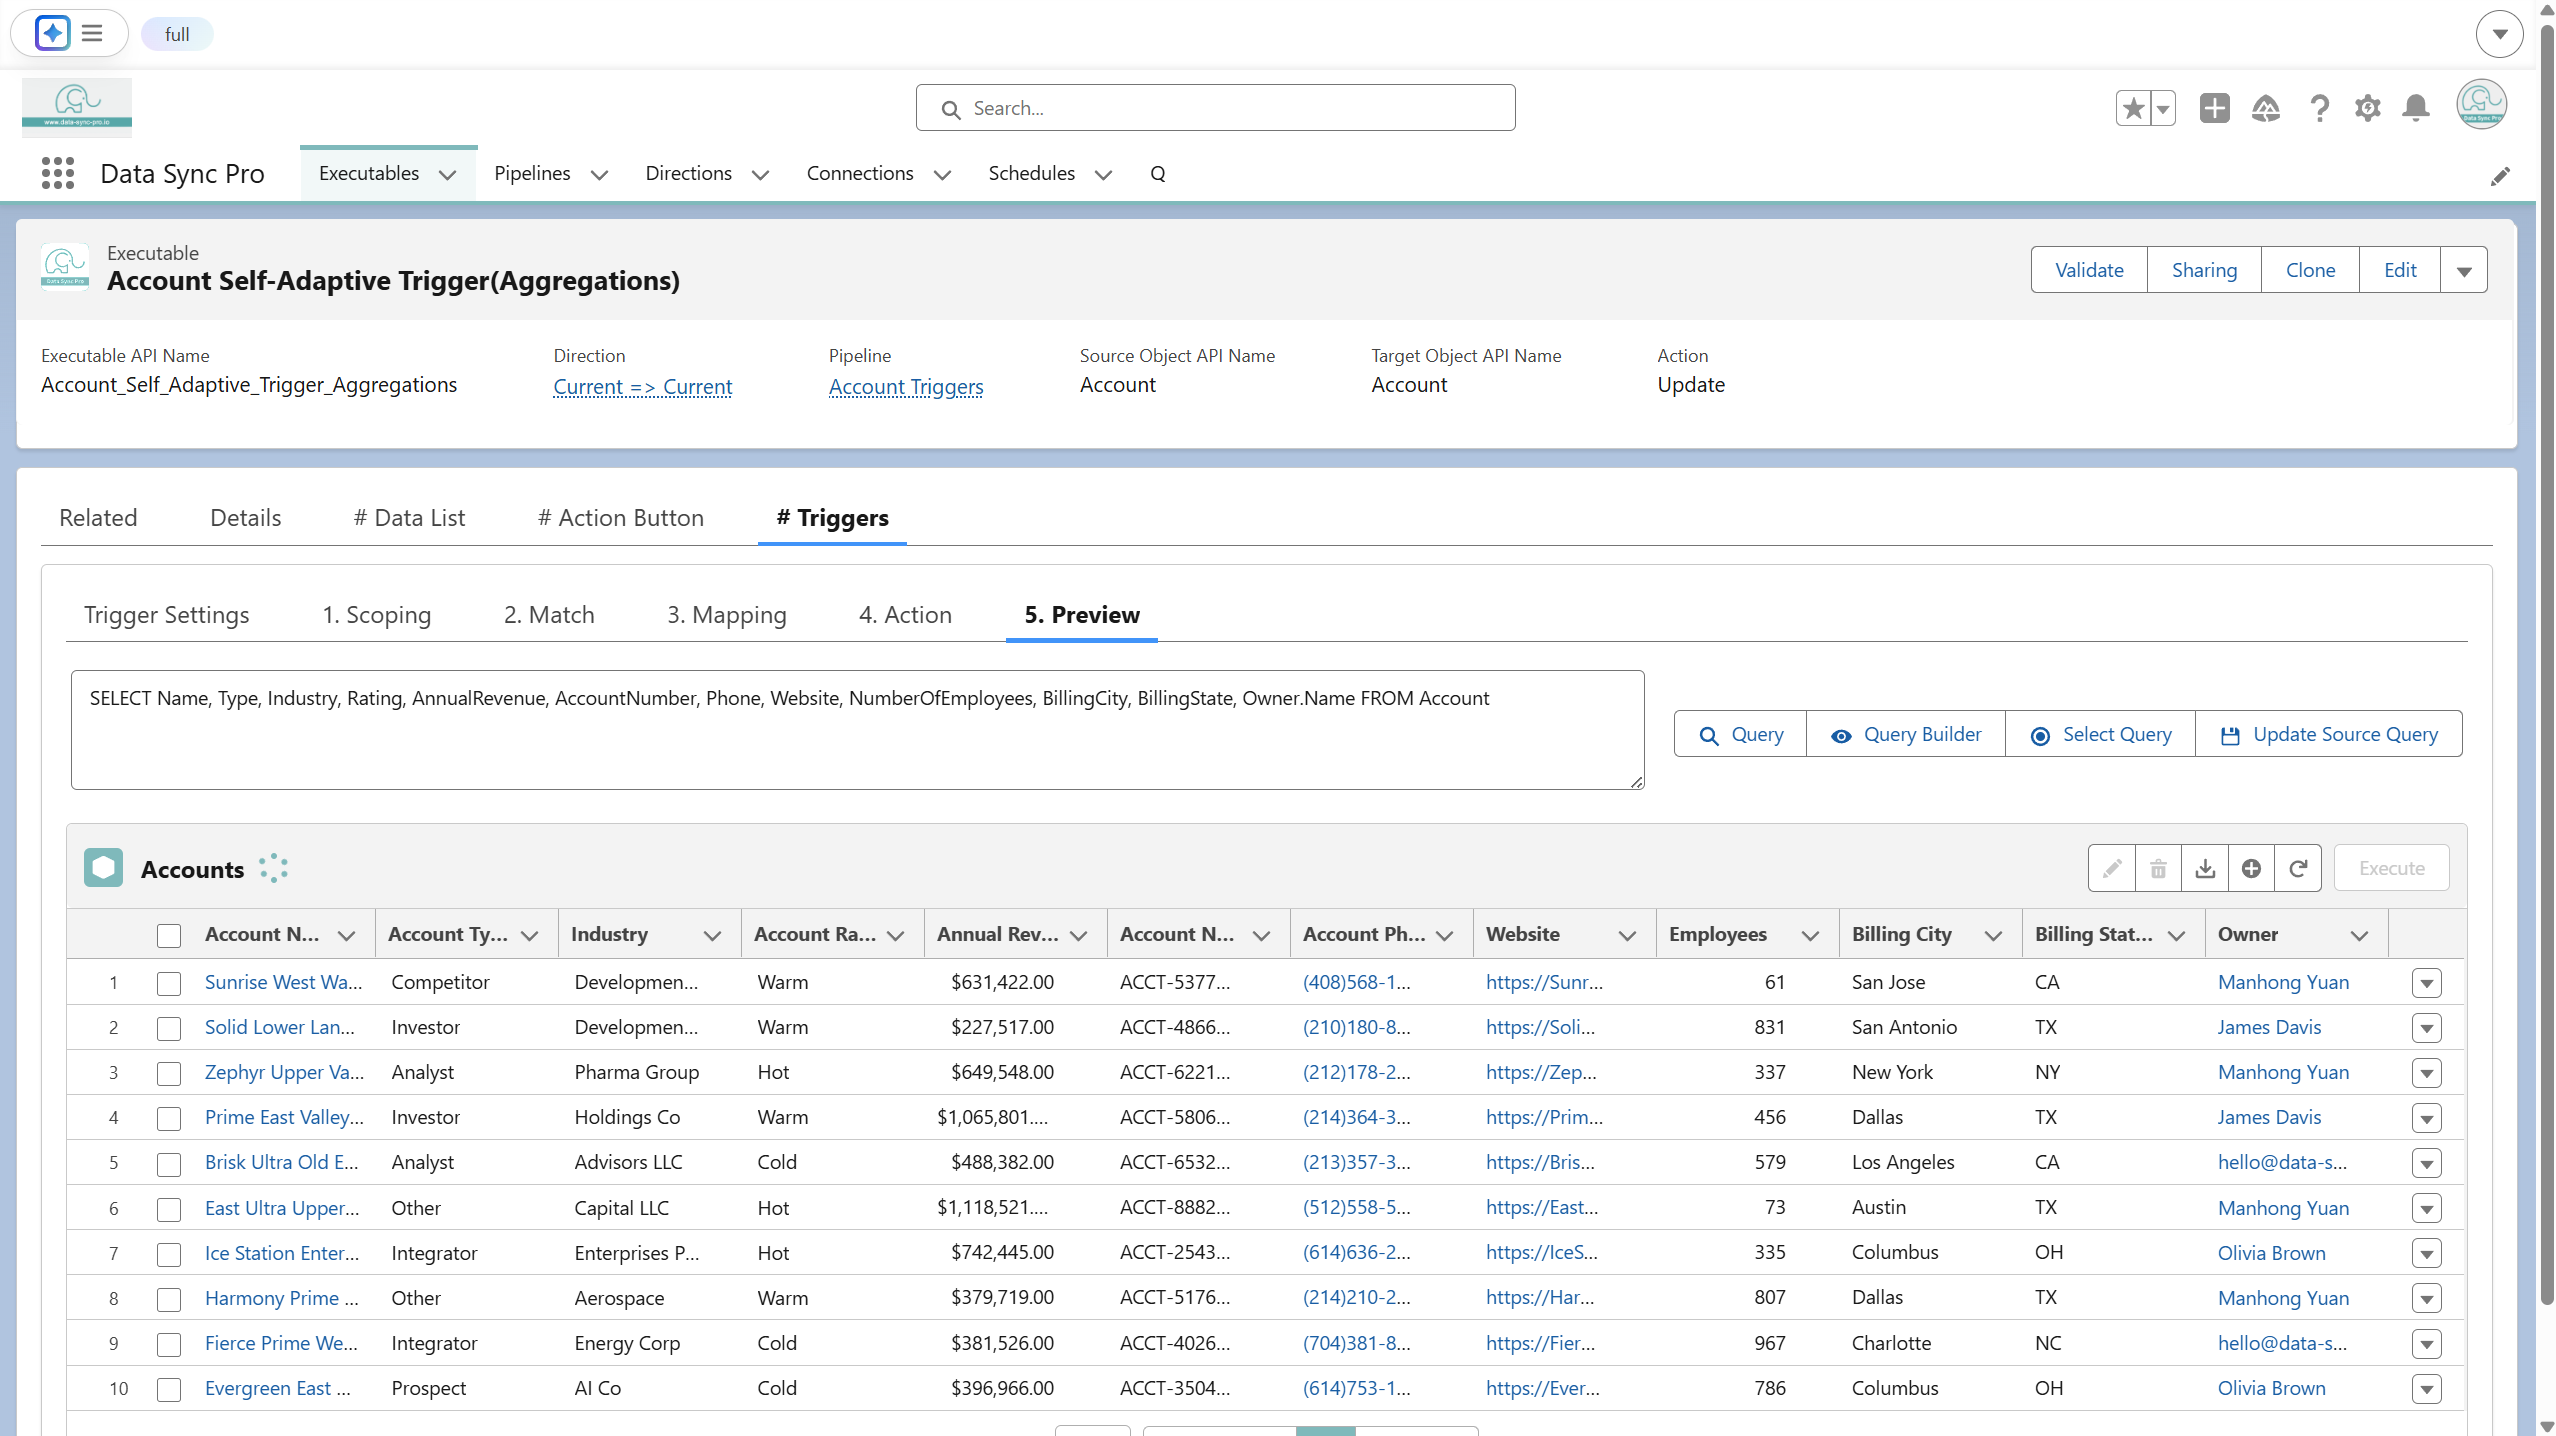 full
www.data-sync-pro.io
Search...
Data Sync Pro
Data Sync Pro
Executables
Pipelines
Directions
Connections
Schedules
Q
Data Sync Pro
Executable
Account Self-Adaptive Trigger(Aggregations)
Validate
Sharing
Clone
Edit
Executable API Name
Direction
Pipeline
Source Object API Name
Target Object API Name
Action
Account_Self_Adaptive_Trigger_Aggregations
Current => Current
Account Triggers
Account
Account
Update
Related
Details
# Data List
# Action Button
# Triggers
Trigger Settings
1. Scoping
2. Match
3. Mapping
4. Action
5. Preview
SELECT Name, Type, Industry, Rating, AnnualRevenue, AccountNumber, Phone, Website, NumberOfEmployees, BillingCity, BillingState, Owner.Name FROM Account
Query
Query Builder
Select Query
Update Source Query
Accounts
Execute
Account N... Account Ty... Industry Account Ra... Annual Rev... Account N... Account Ph... Website Employees Billing City Billing Stat... Owner
1 Sunrise West Wa... Competitor Developmen... Warm $631,422.00 ACCT-5377... (408)568-1... https://Sunr... 61 San Jose CA Manhong Yuan
2 Solid Lower Lan... Investor Developmen... Warm $227,517.00 ACCT-4866... (210)180-8... https://Soli... 831 San Antonio TX James Davis
3 Zephyr Upper Va... Analyst Pharma Group Hot $649,548.00 ACCT-6221... (212)178-2... https://Zep... 337 New York NY Manhong Yuan
4 Prime East Valley... Investor Holdings Co Warm $1,065,801.... ACCT-5806... (214)364-3... https://Prim... 456 Dallas TX James Davis
5 Brisk Ultra Old E... Analyst Advisors LLC Cold $488,382.00 ACCT-6532... (213)357-3... https://Bris... 579 Los Angeles CA hello@data-s...
6 East Ultra Upper... Other Capital LLC Hot $1,118,521.... ACCT-8882... (512)558-5... https://East... 73 Austin TX Manhong Yuan
7 Ice Station Enter... Integrator Enterprises P... Hot $742,445.00 ACCT-2543... (614)636-2... https://IceS... 335 Columbus OH Olivia Brown
8 Harmony Prime ... Other Aerospace Warm $379,719.00 ACCT-5176... (214)210-2... https://Har... 807 Dallas TX Manhong Yuan
9 Fierce Prime We... Integrator Energy Corp Cold $381,526.00 ACCT-4026... (704)381-8... https://Fier... 967 Charlotte NC hello@data-s...
10 Evergreen East ... Prospect AI Co Cold $396,966.00 ACCT-3504... (614)753-1... https://Ever... 786 Columbus OH Olivia Brown